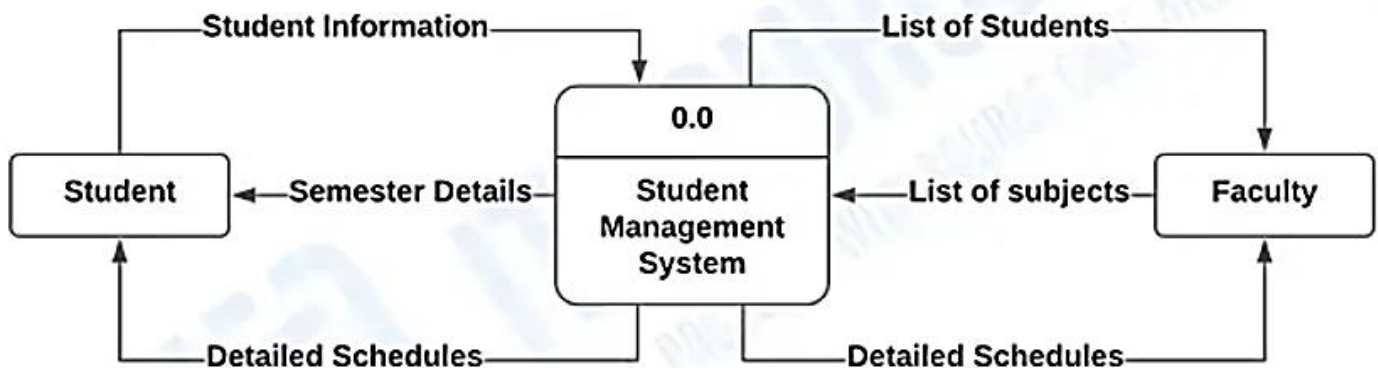 Student Information
List of Students
0.0
Student
Semester Details
Student
Management
System
List of subjects
Faculty
Detailed Schedules
Detailed Schedules